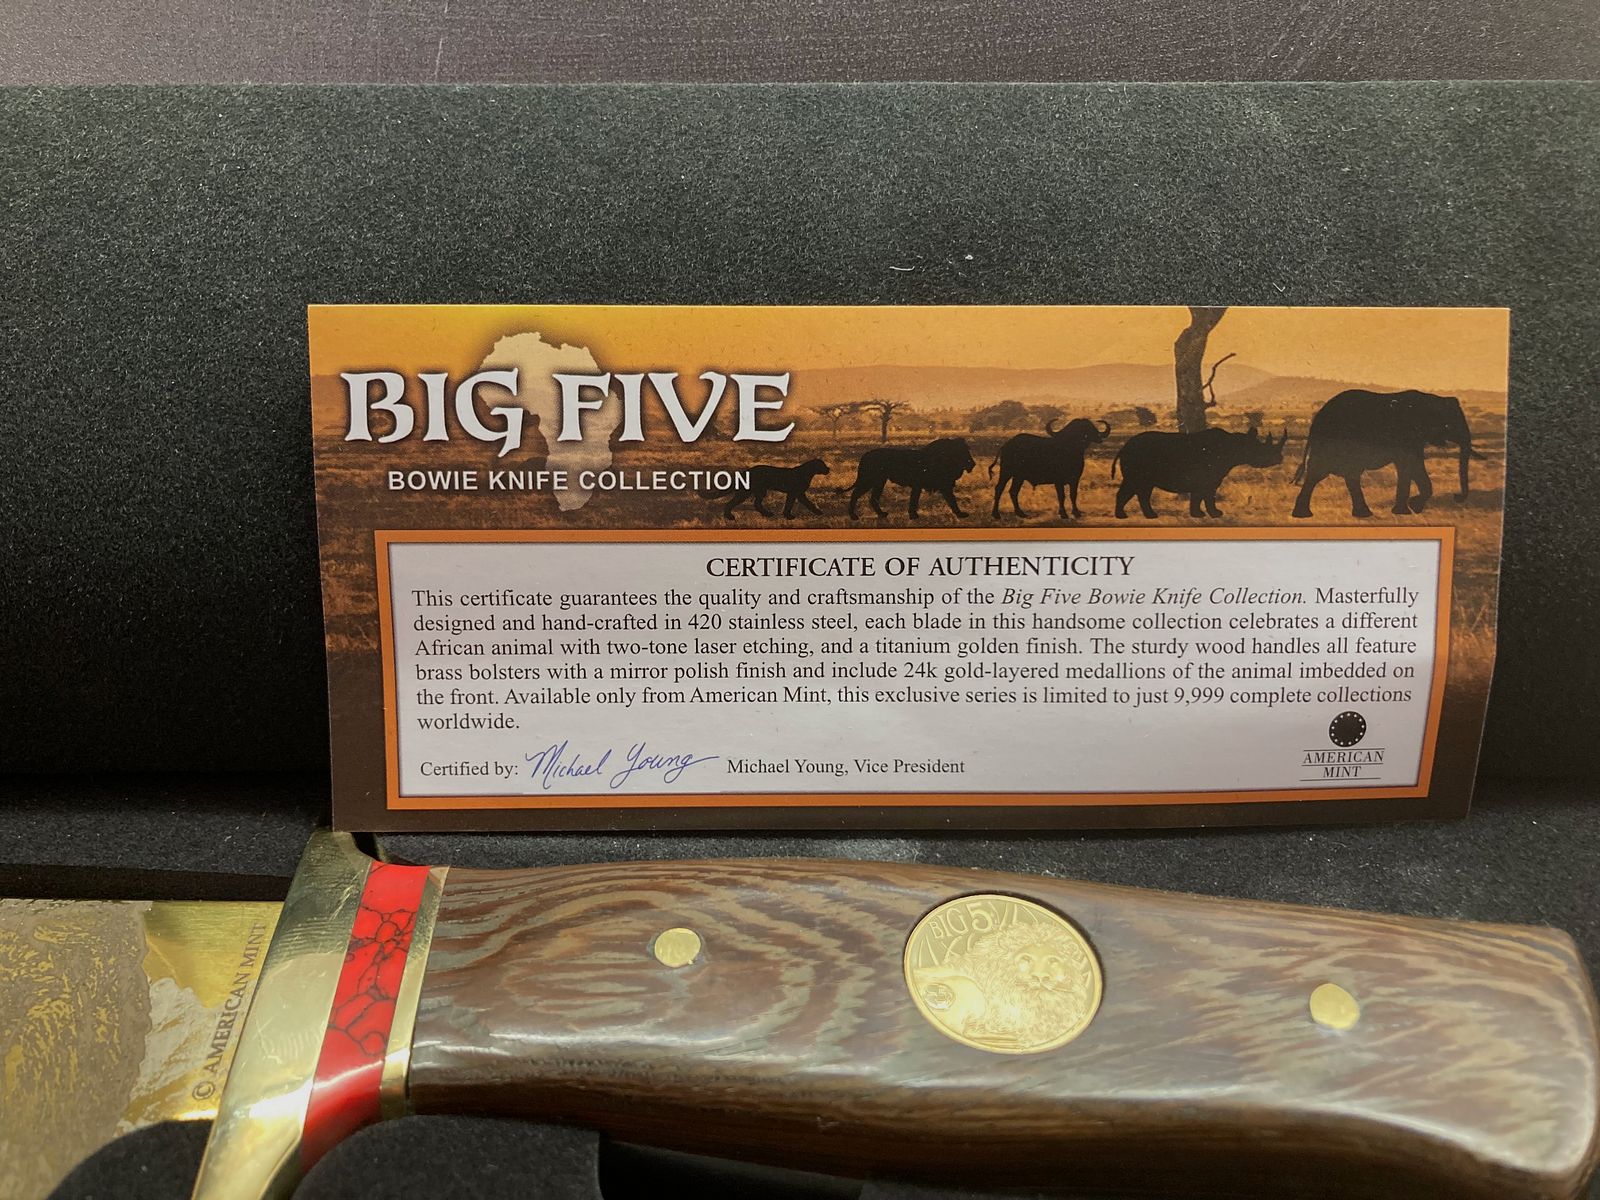 BIG FIVE
BOWIE KNIFE COLLECTION
CERTIFICATE OF AUTHENTICITY
This certificate guarantees the quality and craftsmanship of the Big Five Bowie Knife Collection. Masterfully
designed and hand-crafted in 420 stainless steel, each blade in this handsome collection celebrates a different
African animal with two-tone laser etching, and a titanium golden finish. The sturdy wood handles all feature
brass bolsters with a mirror polish finish and include 24k gold-layered medallions of the animal imbedded on
the front. Available only from American Mint, this exclusive series is limited to just 9,999 complete collections
worldwide.
Certified by: Michael Young Michael Young, Vice President
AMERICAN
MINT
© AMERICAN MINT
BIG 5